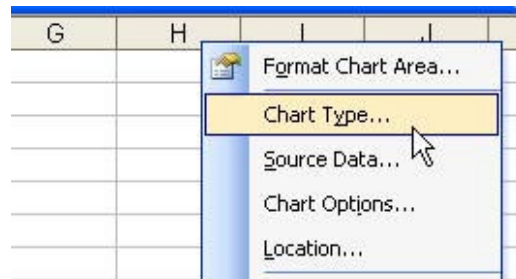 G H I J
Format Chart Area...
Chart Type...
Source Data...
Chart Options...
Location...